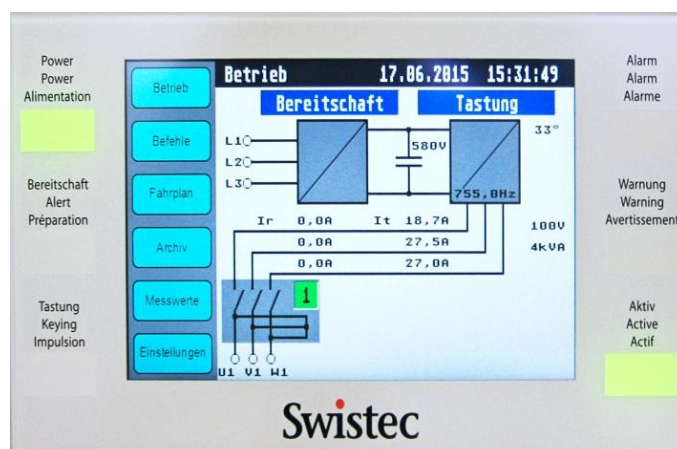 Power
Power
Alimentation
Bereitschaft
Alert
Préparation
Tastung
Keying
Impulsion
Betrieb
Befehle
Fahrplan
Archiv
Messwerte
Einstellungen
Betrieb 17.06.2015 15:31:49
Bereitschaft Tastung
L1
L2
L3
580V
33°
755,0Hz
Ir 0,0A It 18,7A
0,0A 27,5A
0,0A 27,0A
100V
4kVA
1
U1 V1 W1
Alarm
Alarm
Alarme
Warnung
Warning
Avertissement
Aktiv
Active
Actif
Swistec